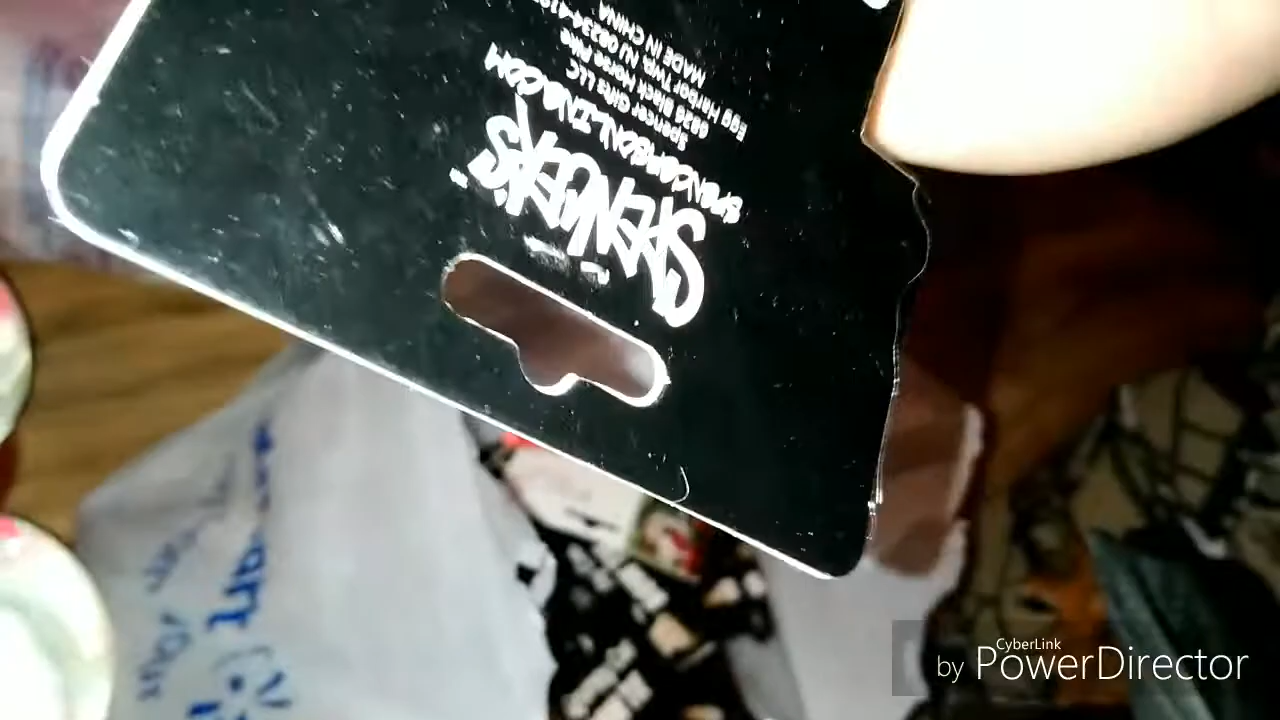 SPENCER'S
SPENCERSONLINE.COM
Spencer Gifts LLC
6826 Black Horse Pike
Egg Harbor Twp. NJ 08234
MADE IN CHINA
Walmart
CyberLink
by PowerDirector